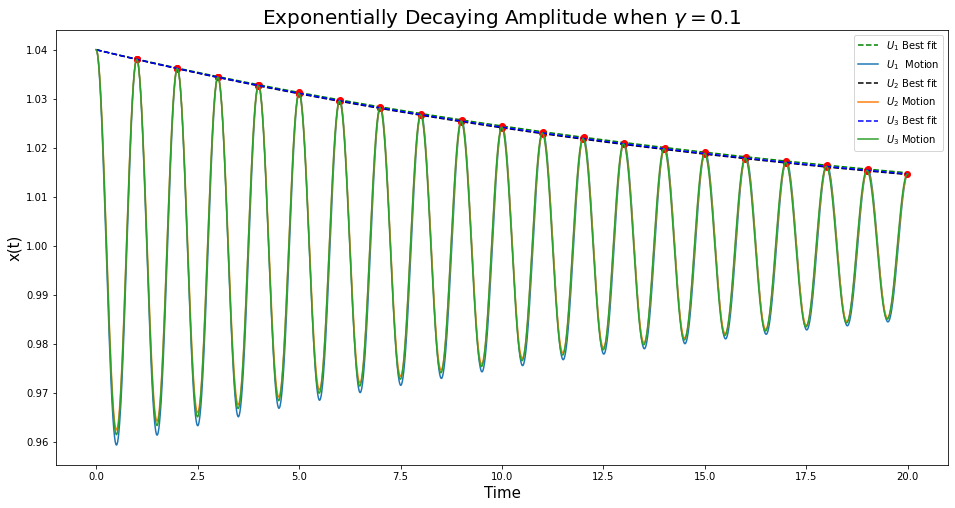 Exponentially Decaying Amplitude when γ = 0.1
U₁ Best fit
U₁ Motion
U₂ Best fit
U₂ Motion
U₃ Best fit
U₃ Motion
x(t)
1.04
1.03
1.02
1.01
1.00
0.99
0.98
0.97
0.96
0.0 2.5 5.0 7.5 10.0 12.5 15.0 17.5 20.0
Time